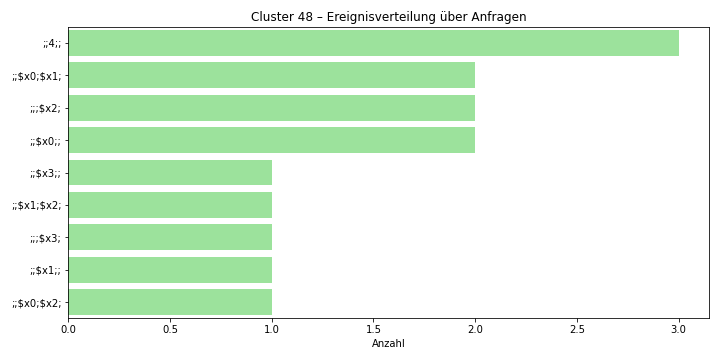 Cluster 48 – Ereignisverteilung über Anfragen
;;4;;
;;$x0;$x1;
;;;$x2;
;;$x0;;
;;$x3;;
;;$x1;$x2;
;;;$x3;
;;$x1;;
;;$x0;$x2;
0.0 0.5 1.0 1.5 2.0 2.5 3.0
Anzahl